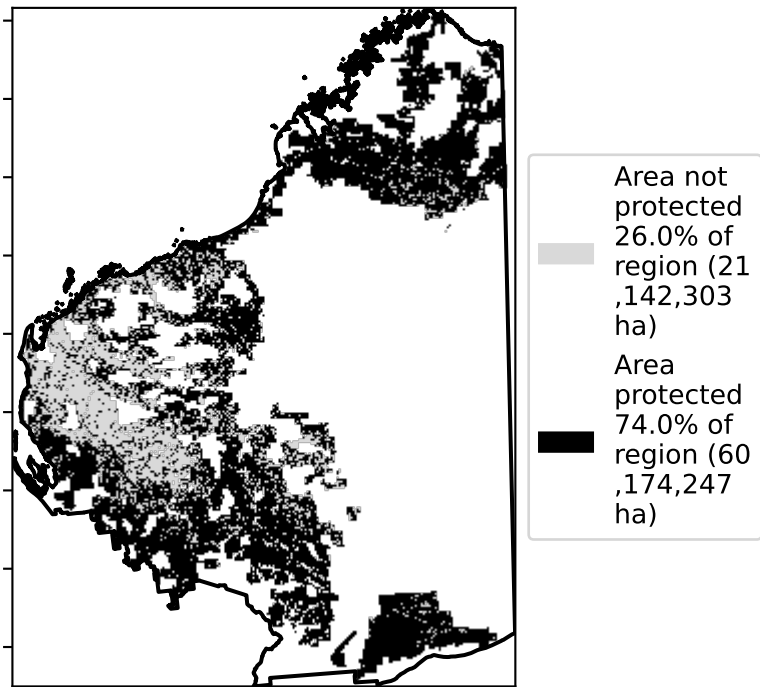 Area not
protected
26.0% of
region (21
,142,303
ha)
Area
protected
74.0% of
region (60
,174,247
ha)